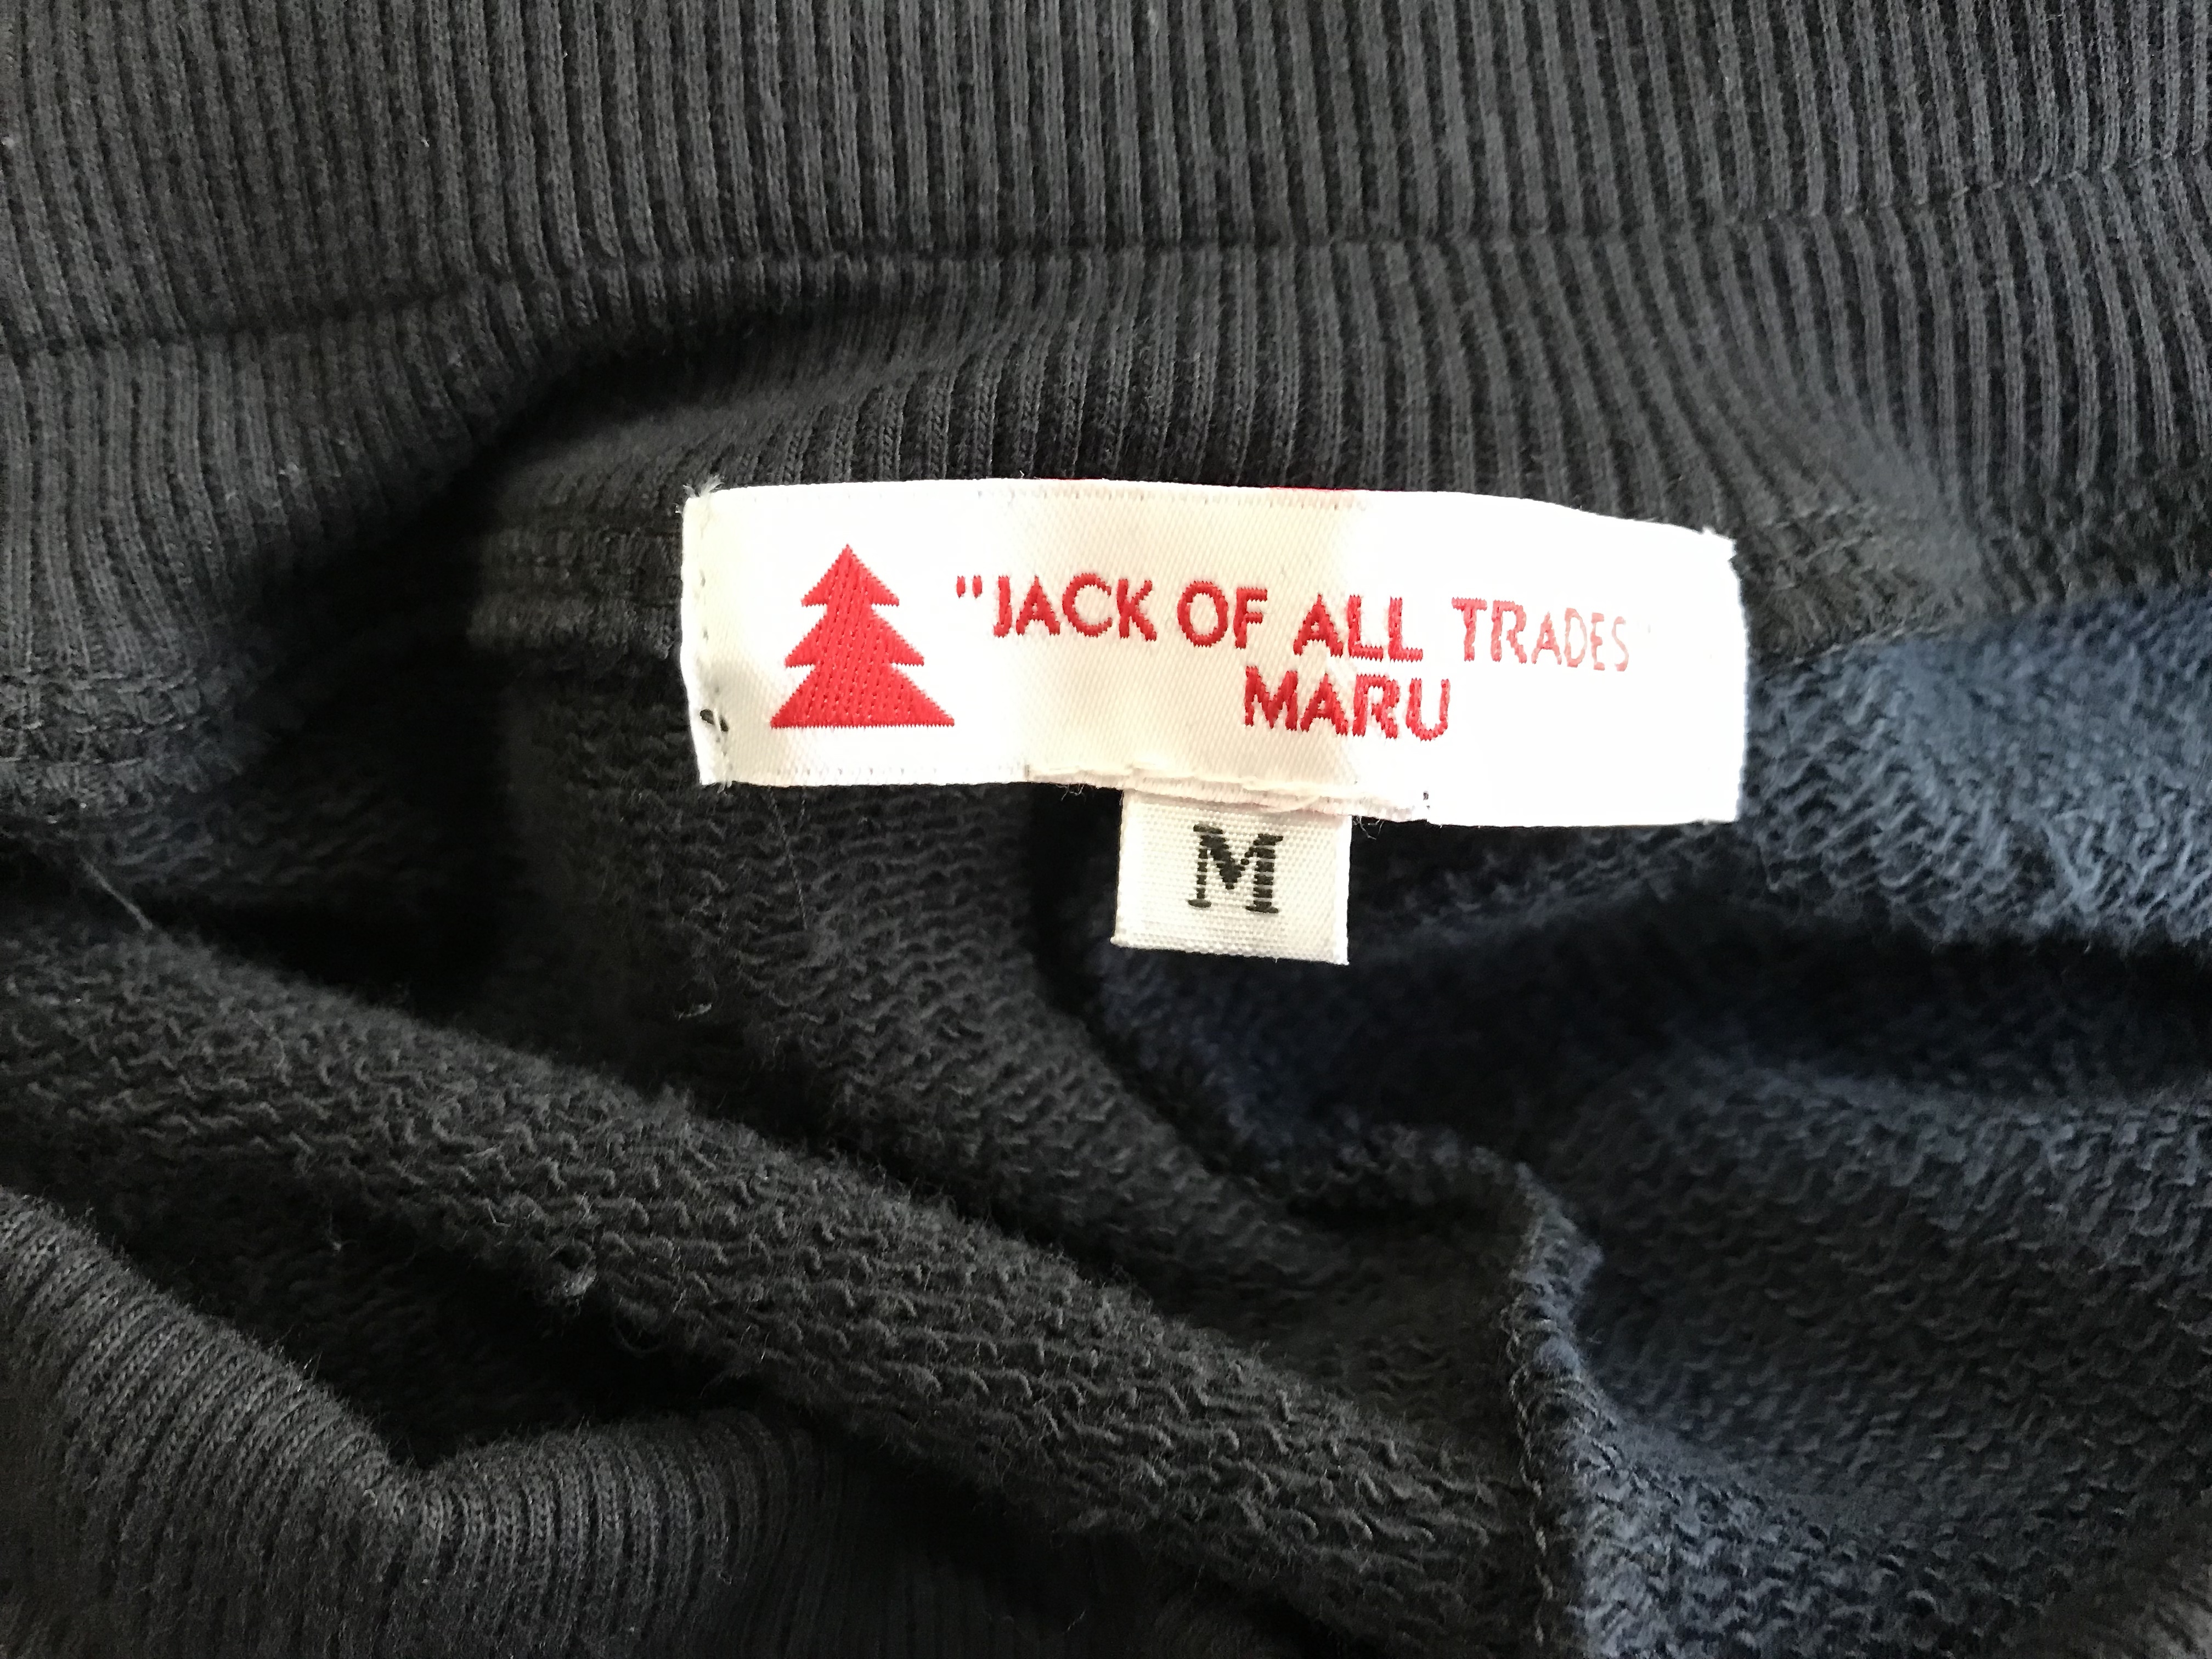 "JACK OF ALL TRADES"
MARU
M